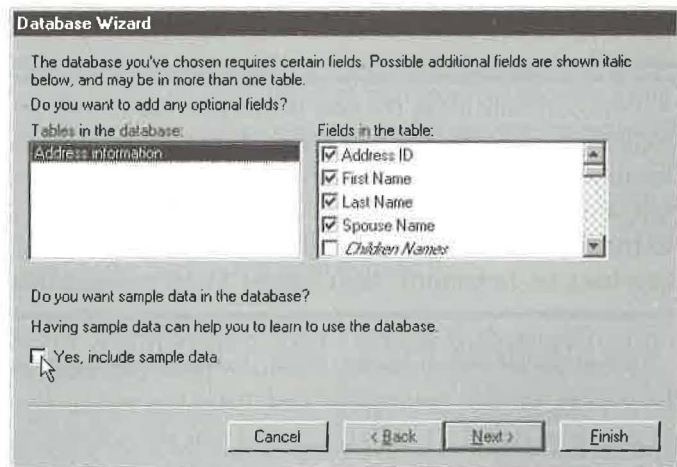 Database Wizard
The database you've chosen requires certain fields. Possible additional fields are shown italic
below, and may be in more than one table.
Do you want to add any optional fields?
Tables in the database:
Fields in the table:
Address information
Address ID
First Name
Last Name
Spouse Name
Children Names
Do you want sample data in the database?
Having sample data can help you to learn to use the database.
Yes, include sample data.
Cancel
< Back
Next >
Finish